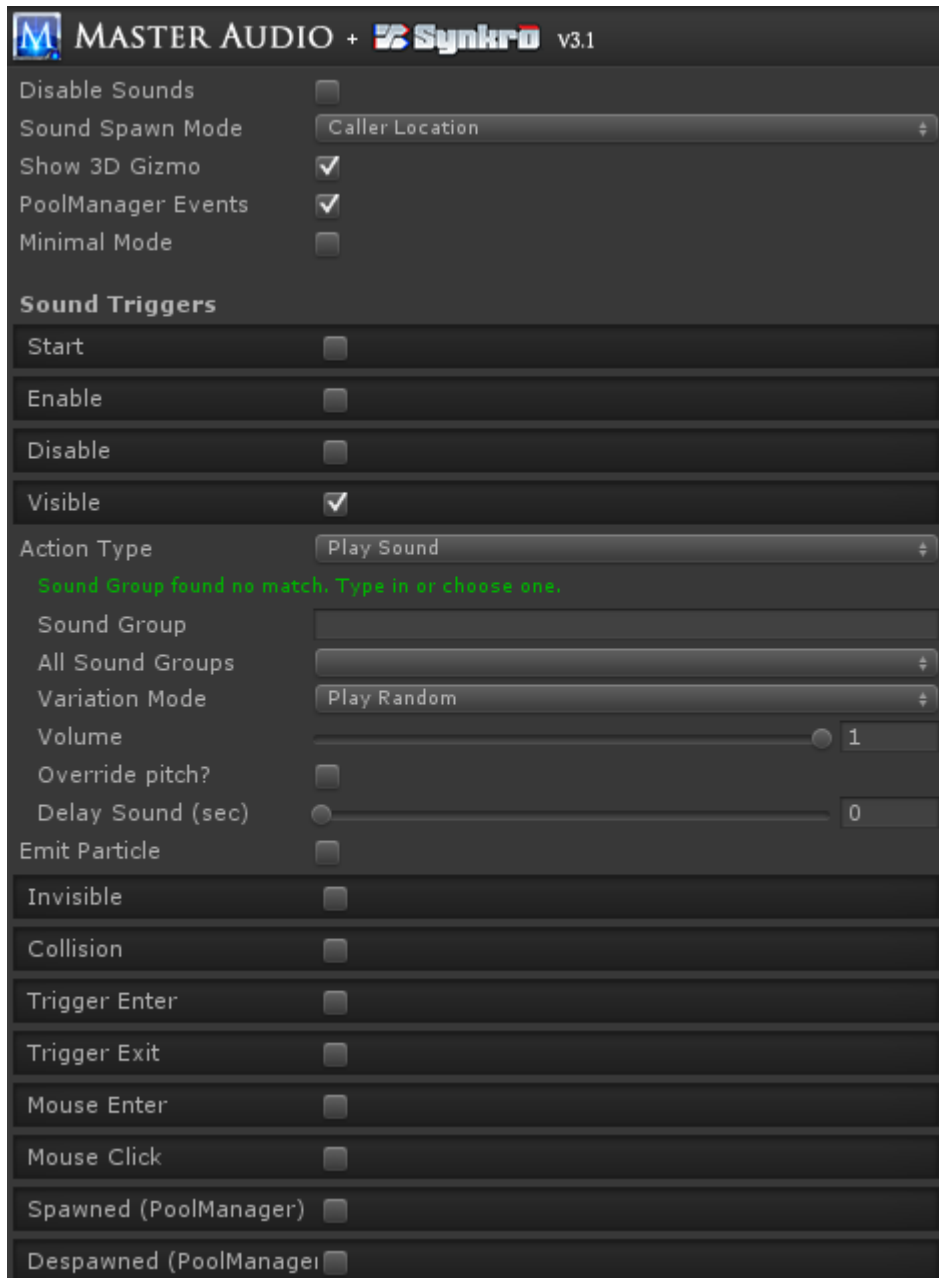 M MASTER AUDIO + Synkro v3.1
Disable Sounds
Sound Spawn Mode Caller Location
Show 3D Gizmo
PoolManager Events
Minimal Mode
Sound Triggers
Start
Enable
Disable
Visible
Action Type Play Sound
Sound Group found no match. Type in or choose one.
Sound Group
All Sound Groups
Variation Mode Play Random
Volume 1
Override pitch?
Delay Sound (sec) 0
Emit Particle
Invisible
Collision
Trigger Enter
Trigger Exit
Mouse Enter
Mouse Click
Spawned (PoolManager)
Despawned (PoolManager